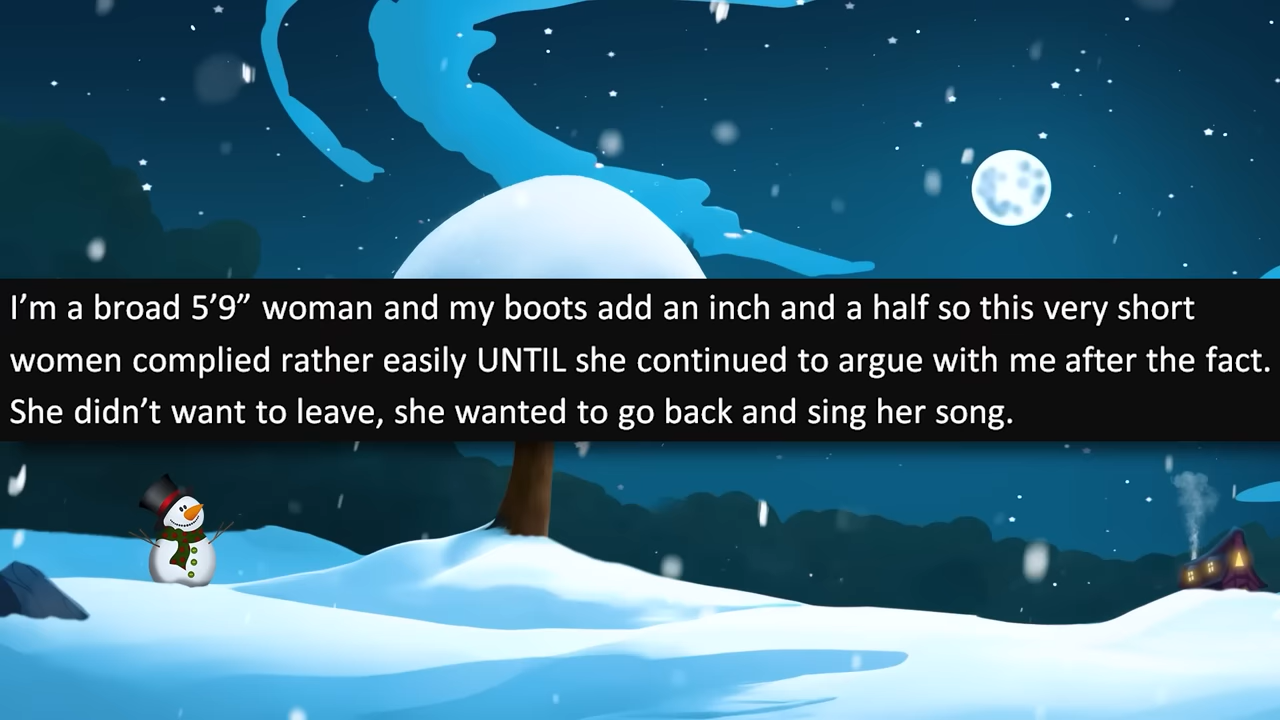 I’m a broad 5’9” woman and my boots add an inch and a half so this very short
women complied rather easily UNTIL she continued to argue with me after the fact.
She didn’t want to leave, she wanted to go back and sing her song.